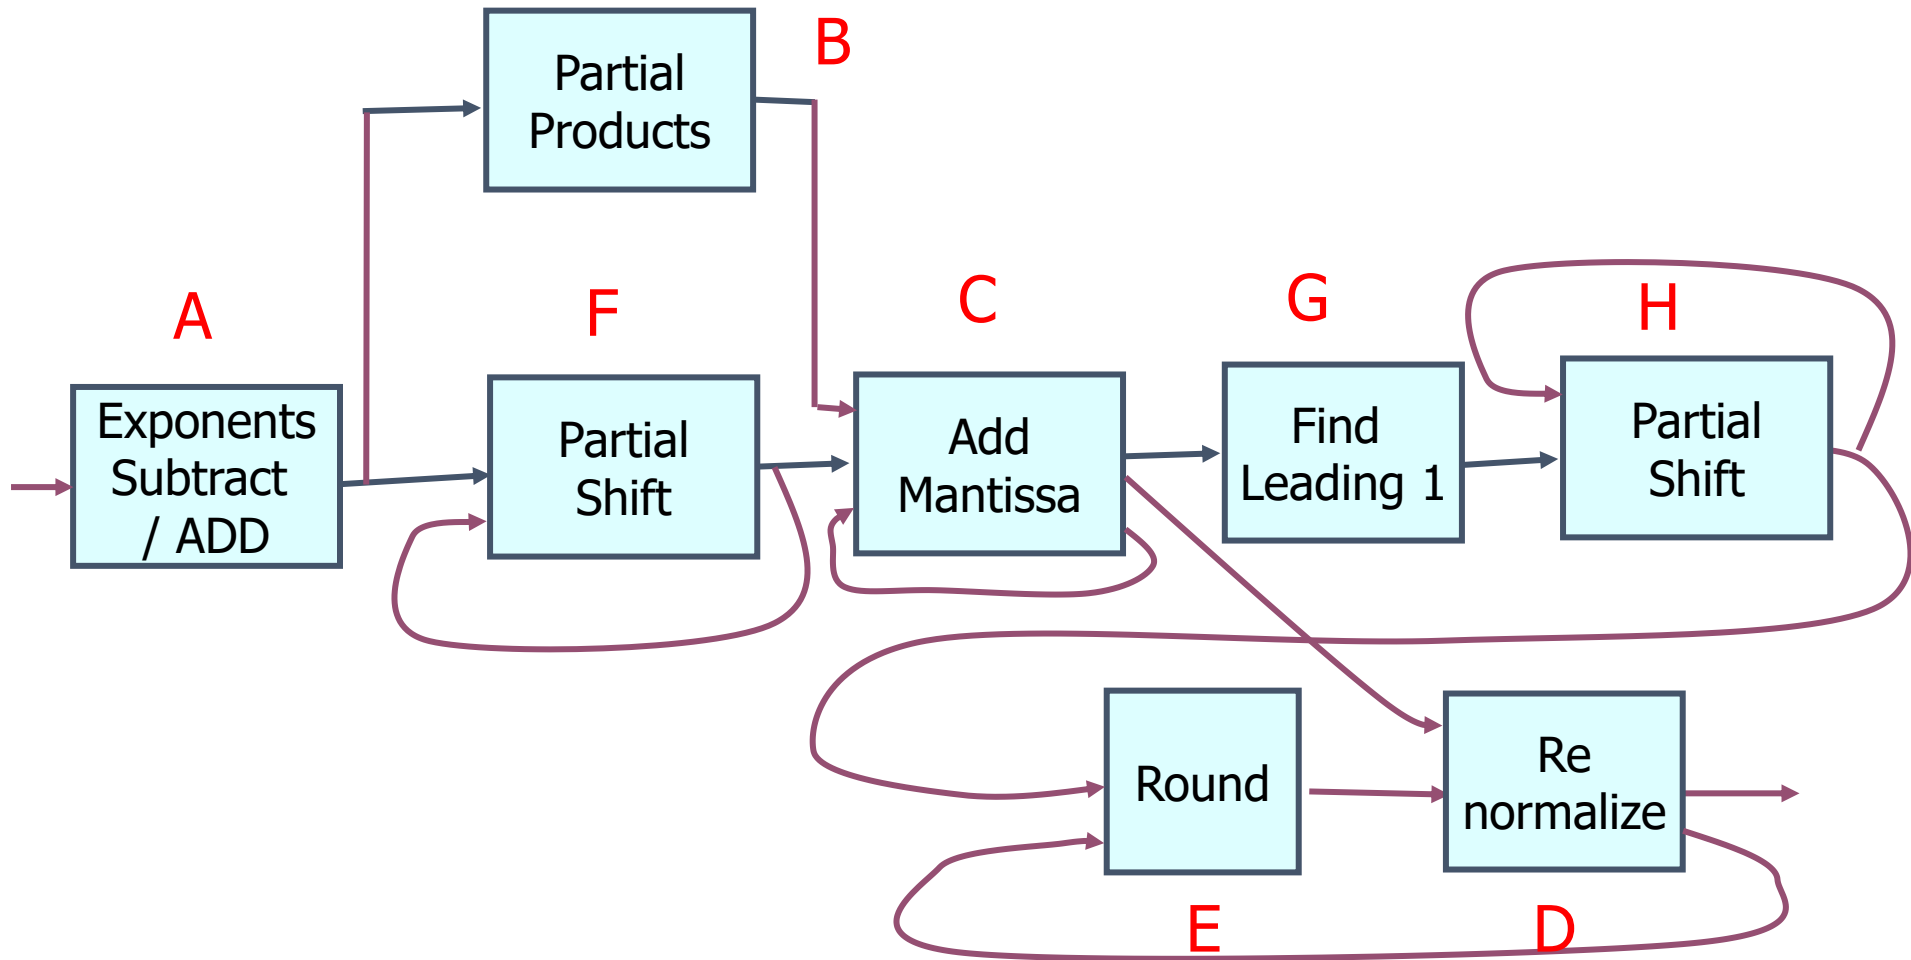 B
Partial
Products
A
F
C
G
H
Exponents
Subtract
/ ADD
Partial
Shift
Add
Mantissa
Find
Leading 1
Partial
Shift
Round
Re
normalize
E
D